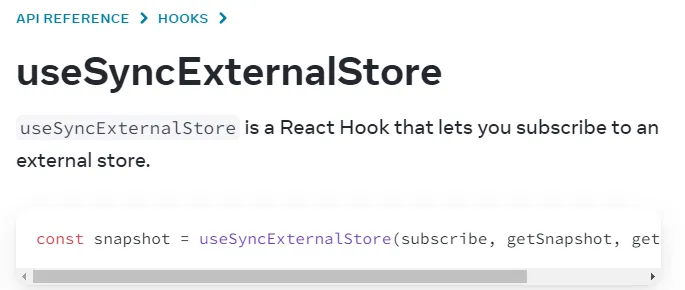 API REFERENCE > HOOKS >
useSyncExternalStore
useSyncExternalStore is a React Hook that lets you subscribe to an
external store.
const snapshot = useSyncExternalStore(subscribe, getSnapshot, get